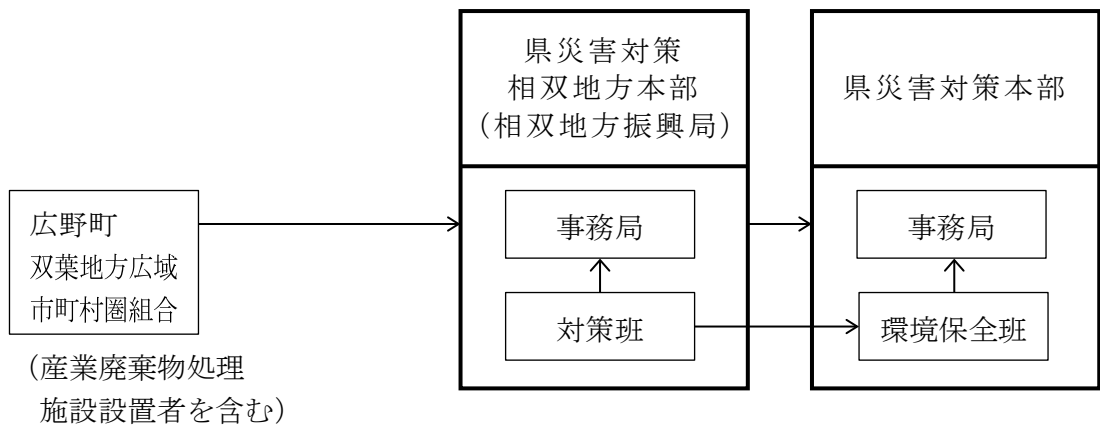 広野町
双葉地方広域
市町村圏組合
(産業廃棄物処理
施設設置者を含む)
県災害対策
相双地方本部
(相双地方振興局)
事務局
対策班
県災害対策本部
事務局
環境保全班